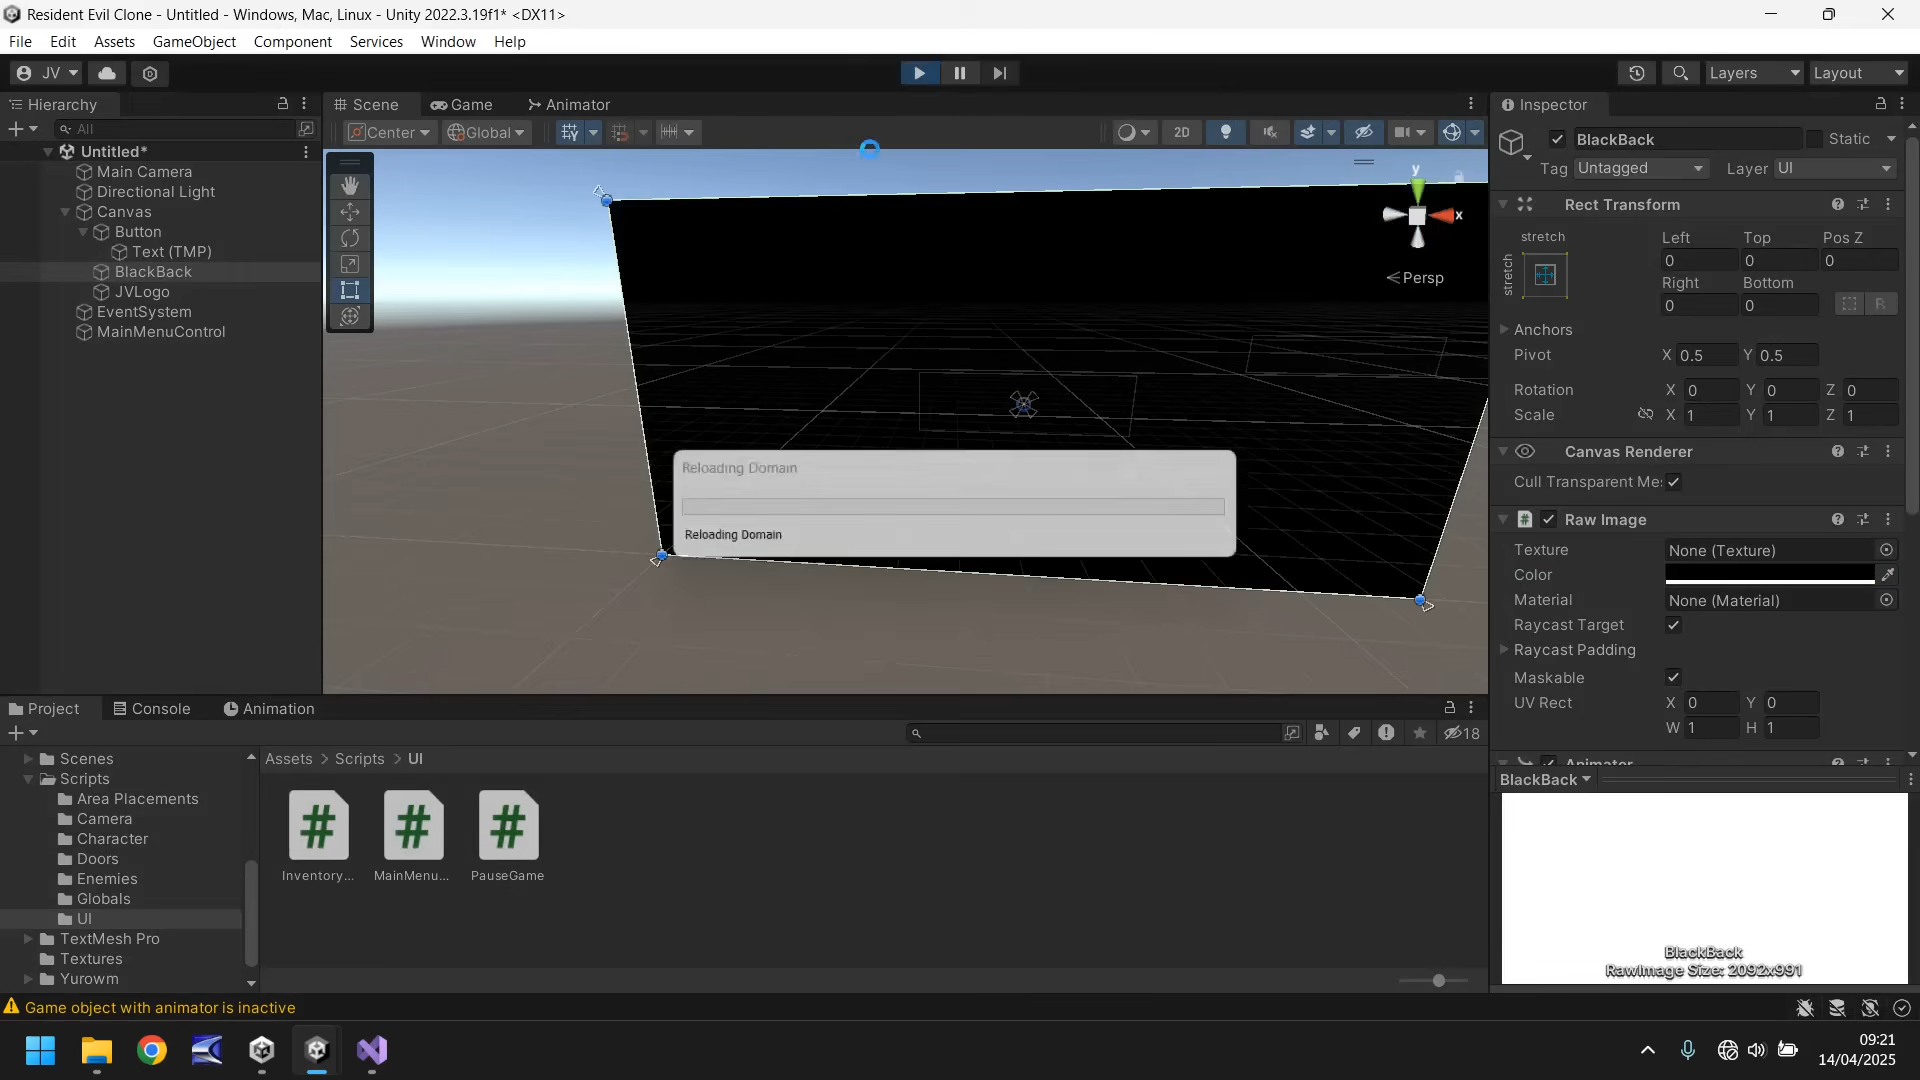 Resident Evil Clone - Untitled - Windows, Mac, Linux - Unity 2022.3.19f1* <DX11>
File Edit Assets GameObject Component Services Window Help
JV Layers Layout
Hierarchy
All
Untitled*
Main Camera
Directional Light
Canvas
Button
Text (TMP)
BlackBack
JVLogo
EventSystem
MainMenuControl
Scene Game Animator
Center Global 2D
y
x
Persp
Reloading Domain
Reloading Domain
Inspector
BlackBack Static
Tag Untagged Layer UI
Rect Transform
stretch Left Top Pos Z
stretch 0 0 0
Right Bottom
0 0 R
Anchors
Pivot X 0.5 Y 0.5
Rotation X 0 Y 0 Z 0
Scale X 1 Y 1 Z 1
Canvas Renderer
Cull Transparent Me
Raw Image
Texture None (Texture)
Color
Material None (Material)
Raycast Target
Raycast Padding
Maskable
UV Rect X 0 Y 0
W 1 H 1
Animator
BlackBack
BlackBack
RawImage Size: 2092x991
Project Console Animation
18
Scenes
Scripts
Area Placements
Camera
Character
Doors
Enemies
Globals
UI
TextMesh Pro
Textures
Yurowm
Assets > Scripts > UI
Inventory... MainMenu... PauseGame
Game object with animator is inactive
09:21
14/04/2025